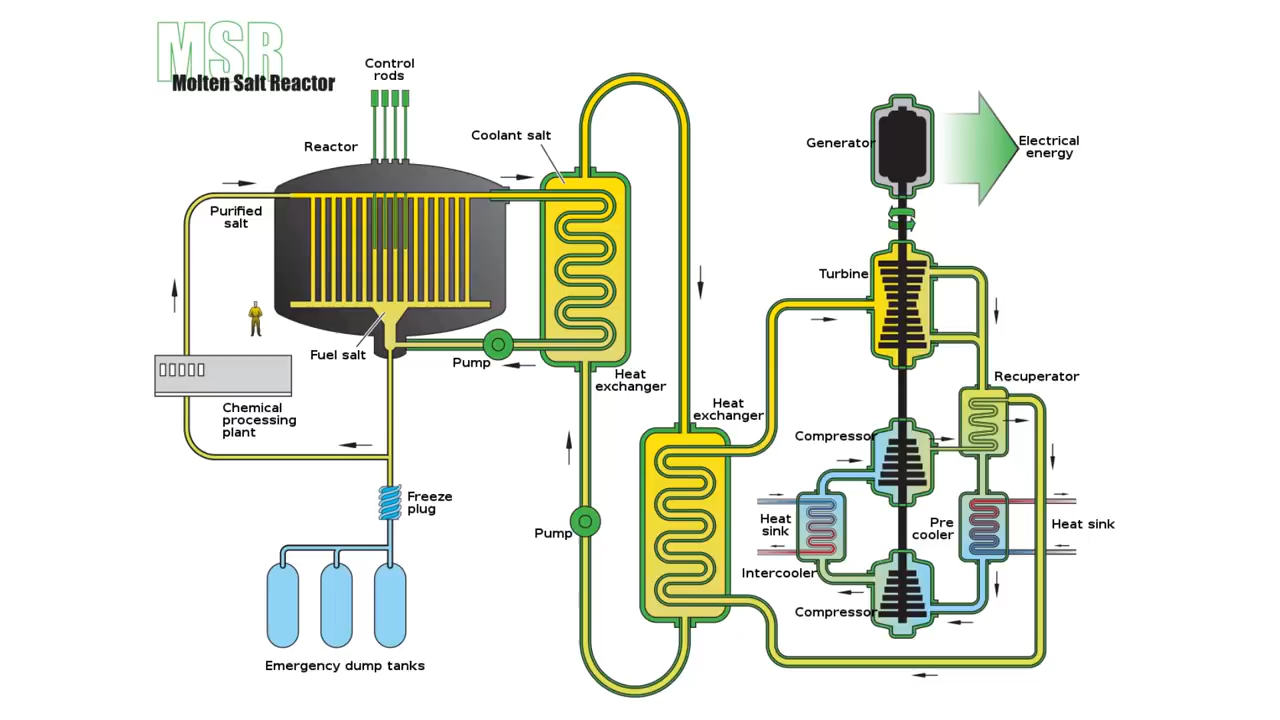 MSR
Molten Salt Reactor
Control
rods
Reactor
Coolant salt
Generator
Electrical
energy
Purified
salt
Turbine
Fuel salt
Pump
Heat
exchanger
Recuperator
Chemical
processing
plant
Heat
exchanger
Compressor
Freeze
plug
Pump
Heat
sink
Pre
cooler
Heat sink
Intercooler
Compressor
Emergency dump tanks